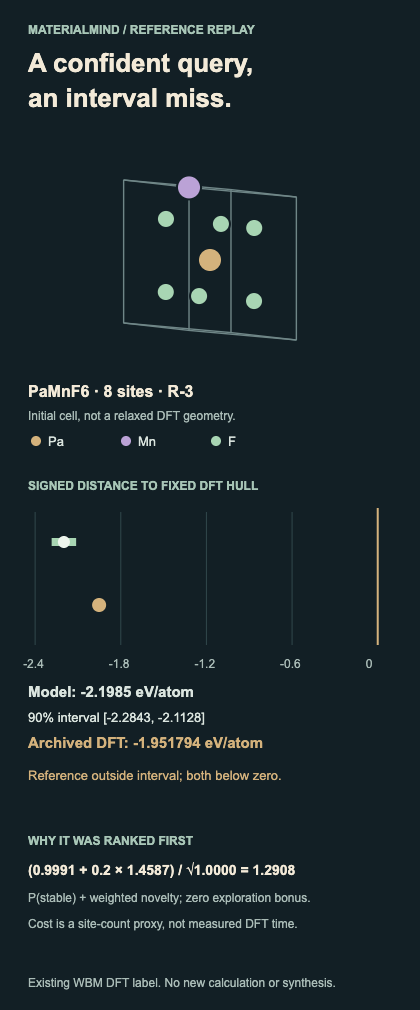 MATERIALMIND / REFERENCE REPLAY
A confident query,
an interval miss.
PaMnF6 · 8 sites · R-3
Initial cell, not a relaxed DFT geometry.
Pa Mn F
SIGNED DISTANCE TO FIXED DFT HULL
-2.4 -1.8 -1.2 -0.6 0
Model: -2.1985 eV/atom
90% interval [-2.2843, -2.1128]
Archived DFT: -1.951794 eV/atom
Reference outside interval; both below zero.
WHY IT WAS RANKED FIRST
(0.9991 + 0.2 × 1.4587) / √1.0000 = 1.2908
P(stable) + weighted novelty; zero exploration bonus.
Cost is a site-count proxy, not measured DFT time.
Existing WBM DFT label. No new calculation or synthesis.